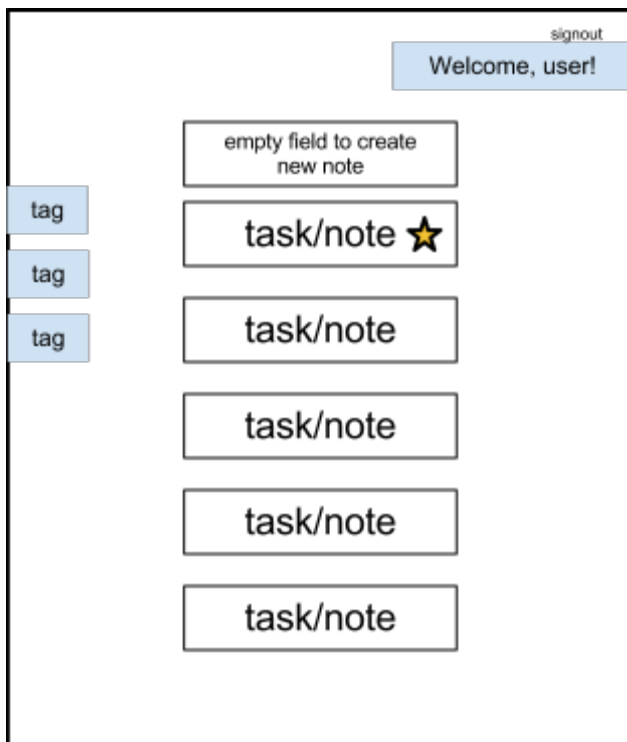 signout
Welcome, user!
empty field to create
new note
tag
task/note
tag
task/note
tag
task/note
task/note
task/note